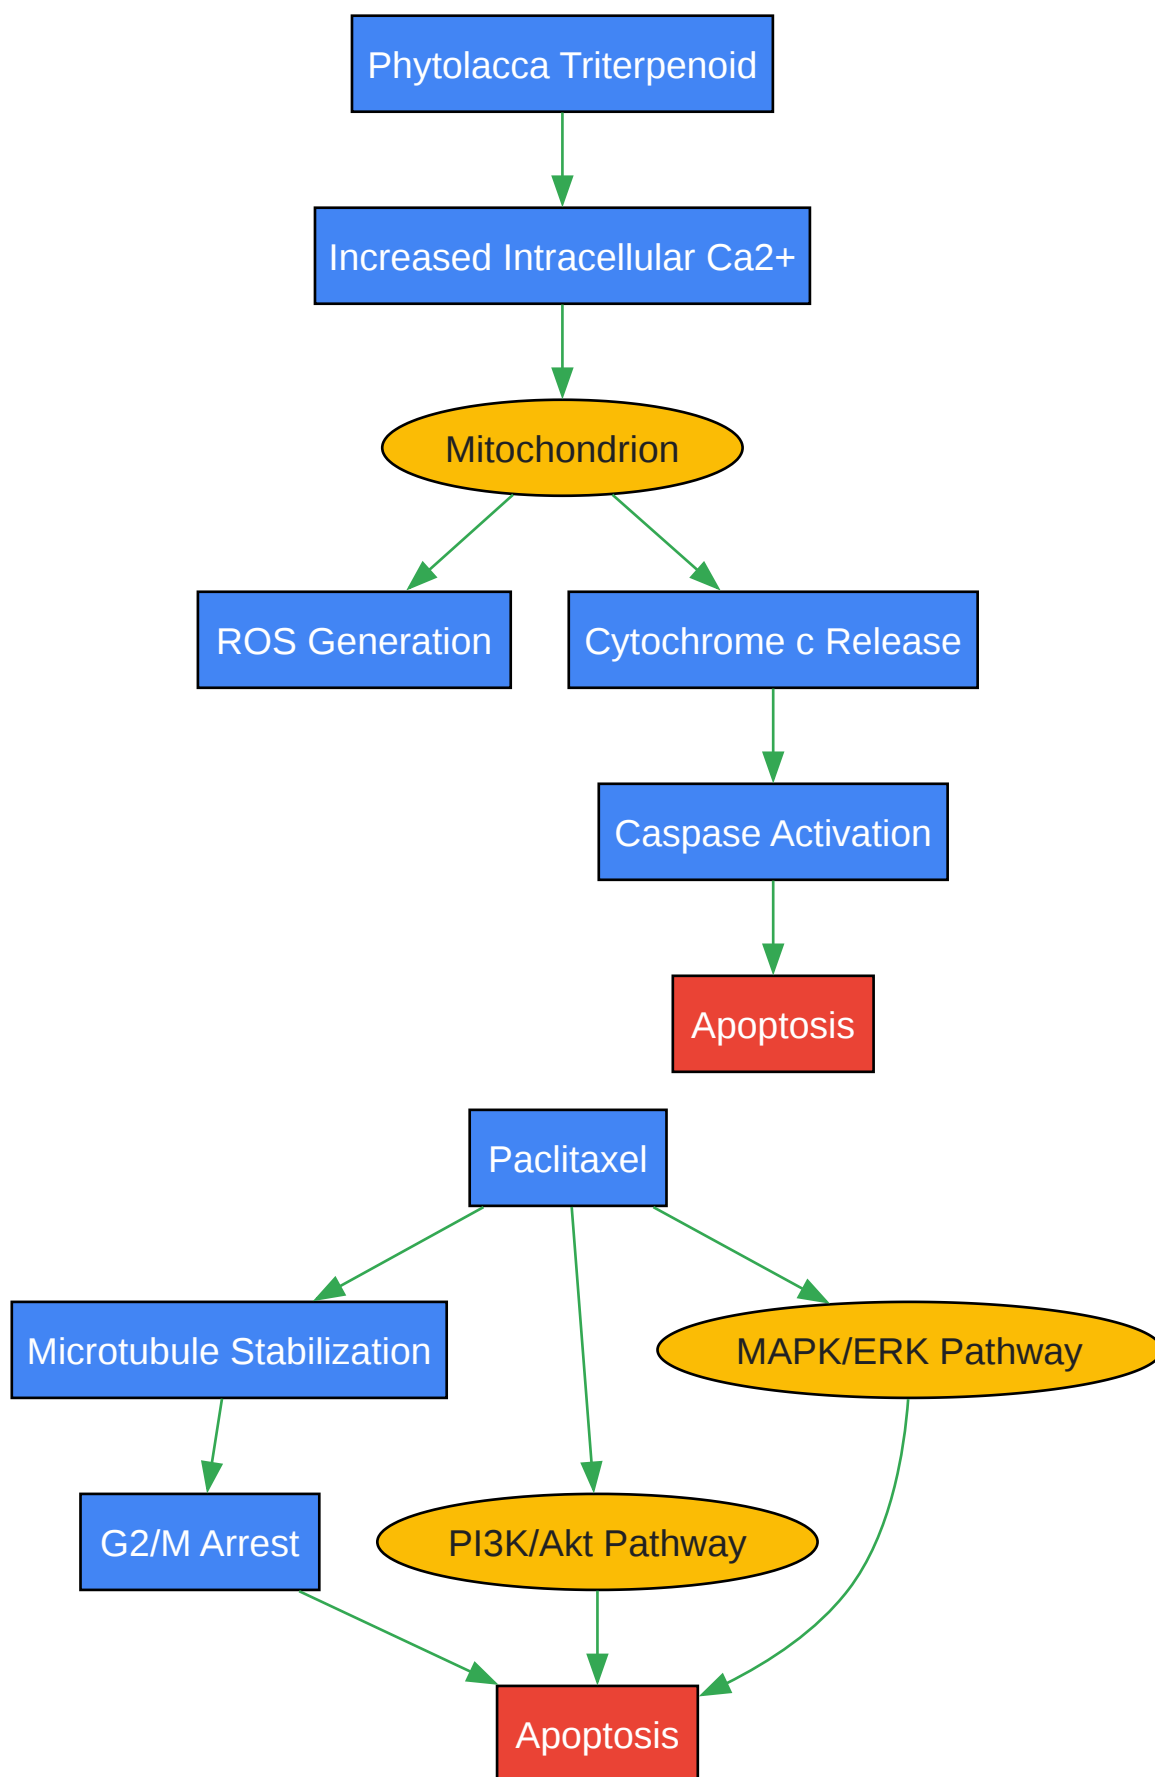 Phytolacca Triterpenoid
Increased Intracellular Ca2+
Mitochondrion
ROS Generation
Cytochrome c Release
Caspase Activation
Apoptosis
Paclitaxel
Microtubule Stabilization
MAPK/ERK Pathway
G2/M Arrest
PI3K/Akt Pathway
Apoptosis